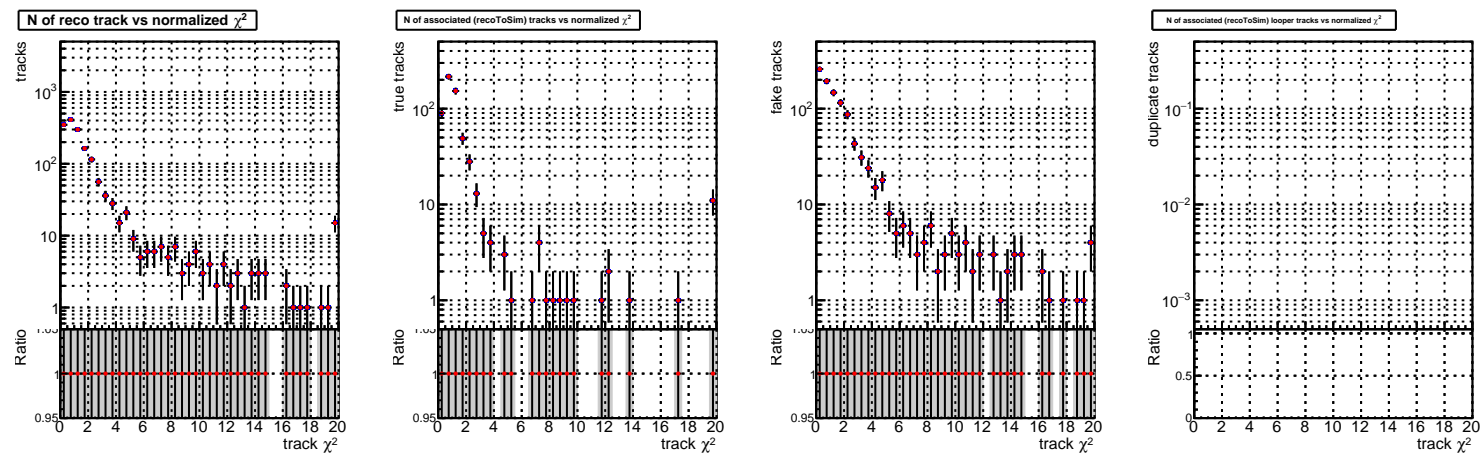 N of reco track vs normalized χ²
tracks
10³
10²
10
1
Ratio
1
0.95
0 2 4 6 8 10 12 14 16 18 20
track χ²
N of associated (recoToSim) tracks vs normalized χ²
true tracks
10²
10
1
Ratio
1
0.95
0 2 4 6 8 10 12 14 16 18 20
track χ²
fake tracks
10²
10
1
Ratio
1
0.95
0 2 4 6 8 10 12 14 16 18 20
track χ²
N of associated (recoToSim) looper tracks vs normalized χ²
duplicate tracks
10⁻¹
10⁻²
10⁻³
Ratio
1
0.5
0
0 2 4 6 8 10 12 14 16 18 20
track χ²